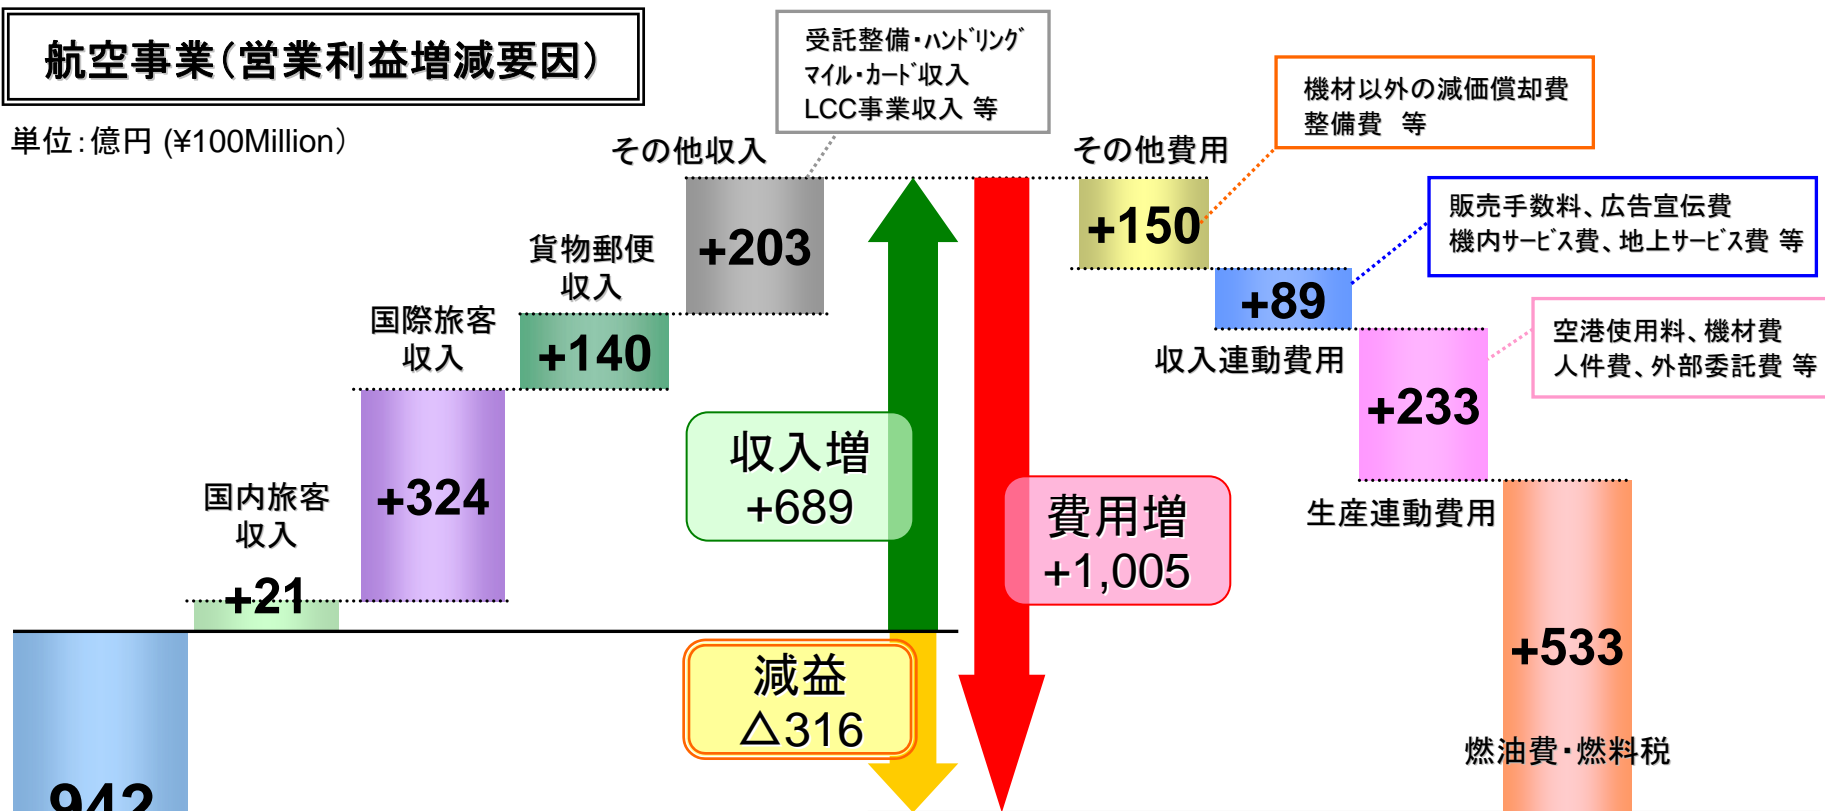 航空事業(営業利益増減要因)
単位:億円 (¥100Million)
受託整備・ハンドリング
マイル・カード収入
LCC事業収入 等
機材以外の減価償却費
整備費 等
販売手数料、広告宣伝費
機内サービス費、地上サービス費 等
空港使用料、機材費
人件費、外部委託費 等
その他収入
+203
貨物郵便
収入
+140
国際旅客
収入
+324
国内旅客
収入
+21
942
収入増
+689
減益
△316
費用増
+1,005
その他費用
+150
+89
収入連動費用
+233
生産連動費用
+533
燃油費・燃料税